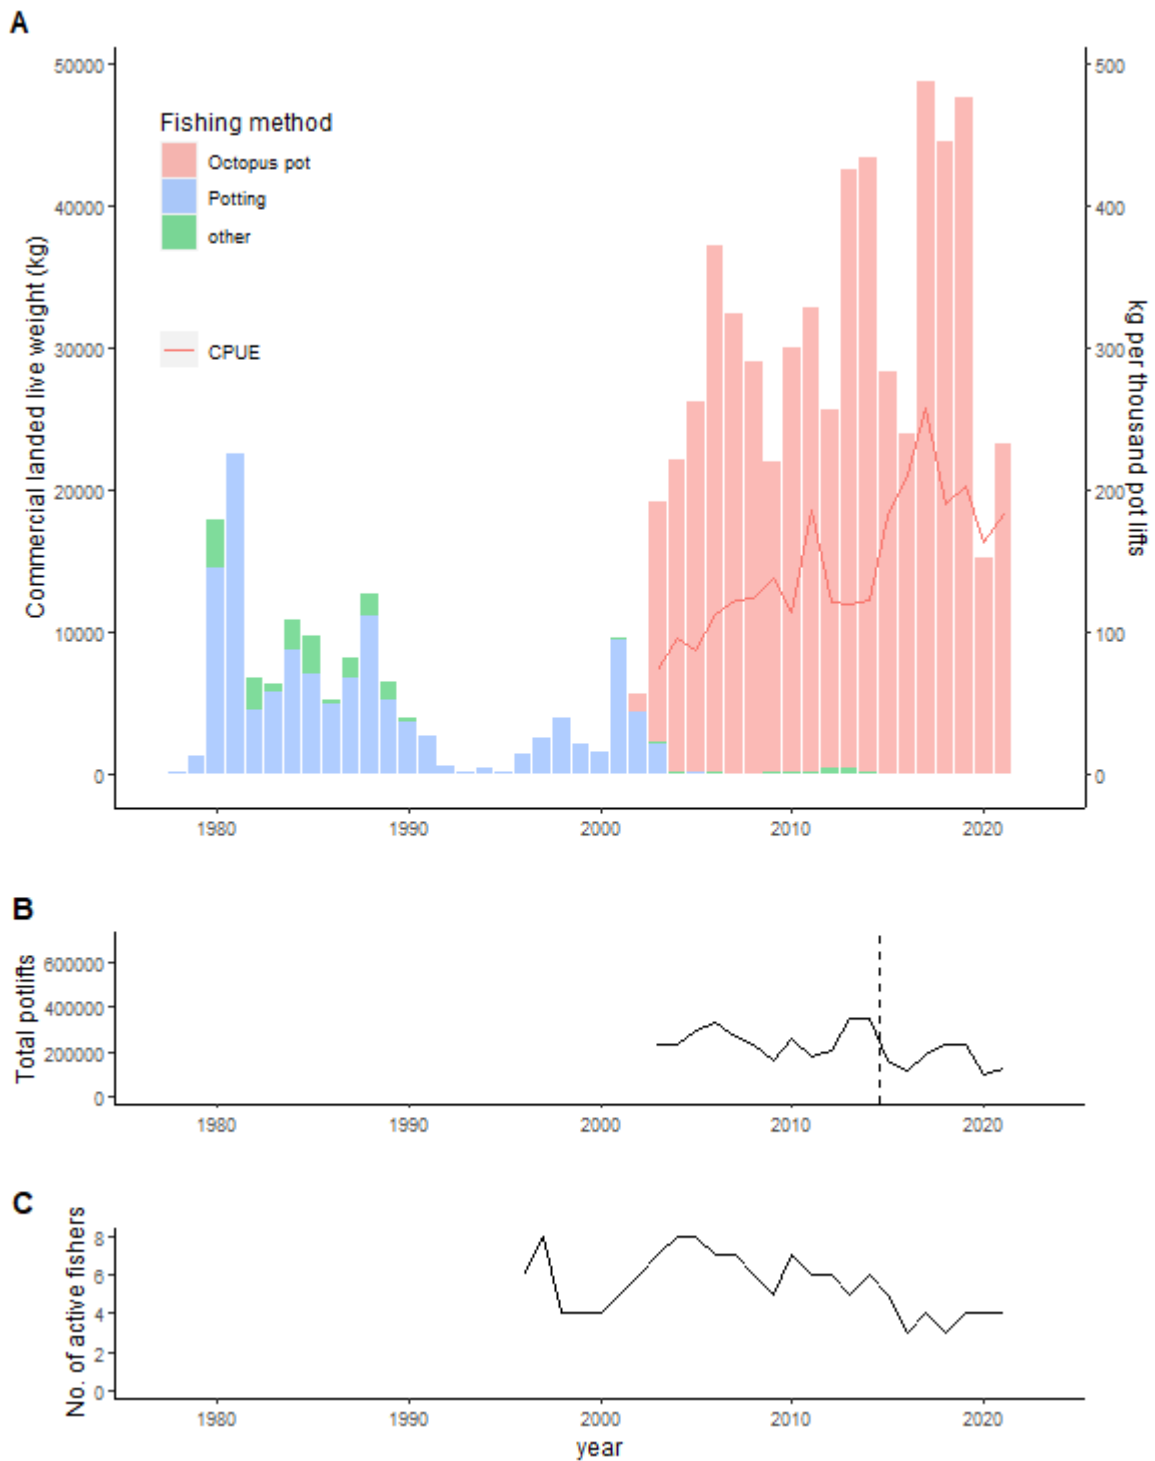 A
Commercial landed live weight (kg)
50000
40000
30000
20000
10000
0
Fishing method
Octopus pot
Potting
other
CPUE
500
400
300
200
100
0
kg per thousand pot lifts
1980 1990 2000 2010 2020
B
Total potlifts
600000
400000
200000
0
1980 1990 2000 2010 2020
C
No. of active fishers
8
6
4
2
0
1980 1990 2000 2010 2020
year